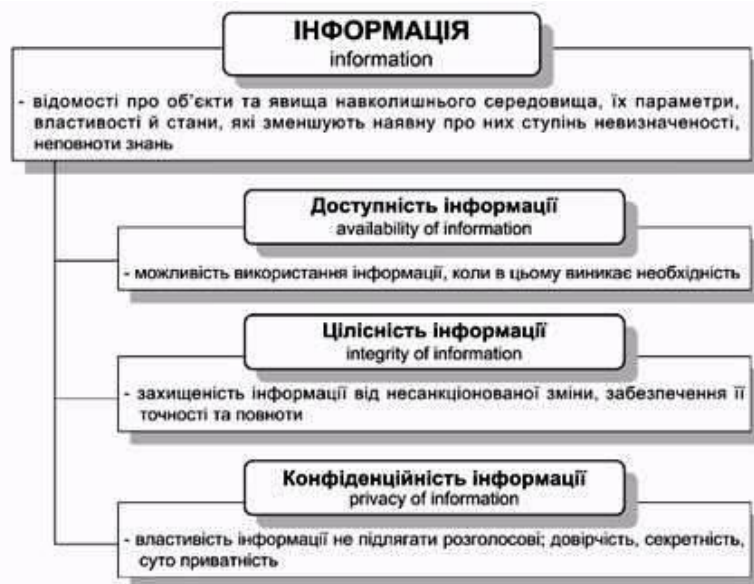 ІНФОРМАЦІЯ
information
- відомості про об'єкти та явища навколишнього середовища, їх параметри,
властивості й стани, які зменшують наявну про них ступінь невизначеності,
неповноти знань
Доступність інформації
availability of information
- можливість використання інформації, коли в цьому виникає необхідність
Цілісність інформації
integrity of information
- захищеність інформації від несанкціонованої зміни, забезпечення її
точності та повноти
Конфіденційність інформації
privacy of information
- властивість інформації не підлягати розголосові; довірчість, секретність,
суто приватність